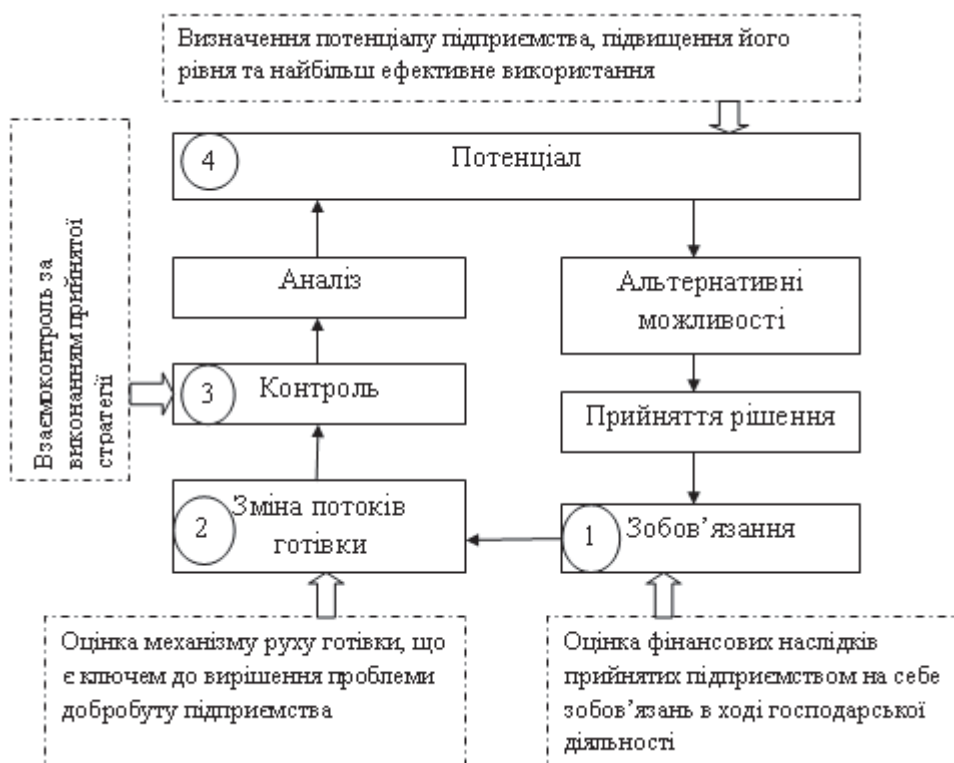 Визначення потенціалу підприємства, підвищення його
рівня та найбільш ефективне використання
4
Потенціал
Взаємоконтроль за
виконанням прийнятої
стратегії
Аналіз
Альтернативні
можливості
3
Контроль
Прийняття рішення
2
Зміна потоків
готівки
1
Зобов’язання
Оцінка механізму руху готівки, що
є ключем до вирішення проблеми
добробуту підприємства
Оцінка фінансових наслідків
прийнятих підприємством на себе
зобов’язань в ході господарської
діяльності